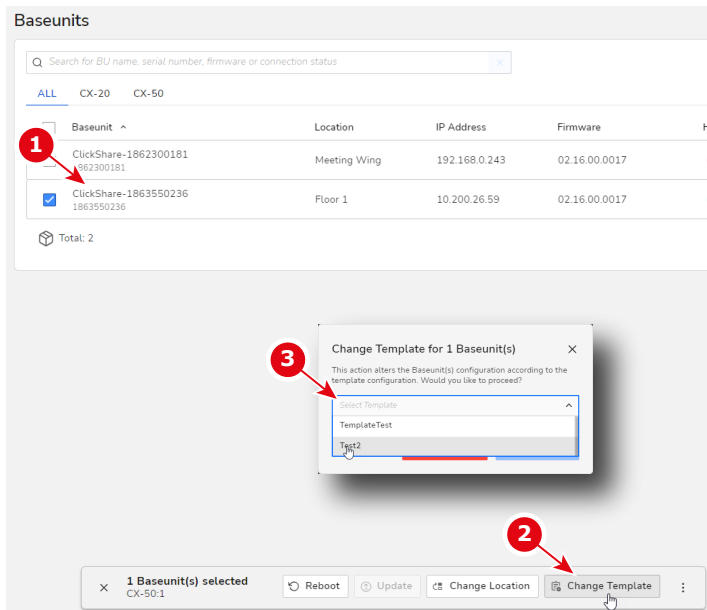 Baseunits
Search for BU name, serial number, firmware or connection status
ALL CX-20 CX-50
Baseunit Location IP Address Firmware
1
ClickShare-1862300181 Meeting Wing 192.168.0.243 02.16.00.0017
1862300181
ClickShare-1863550236 Floor 1 10.200.26.59 02.16.00.0017
1863550236
Total: 2
Change Template for 1 Baseunit(s)
3
This action alters the Baseunit(s) configuration according to the
template configuration. Would you like to proceed?
Select Template
TemplateTest
Test2
2
1 Baseunit(s) selected
CX-50:1
Reboot Update Change Location Change Template